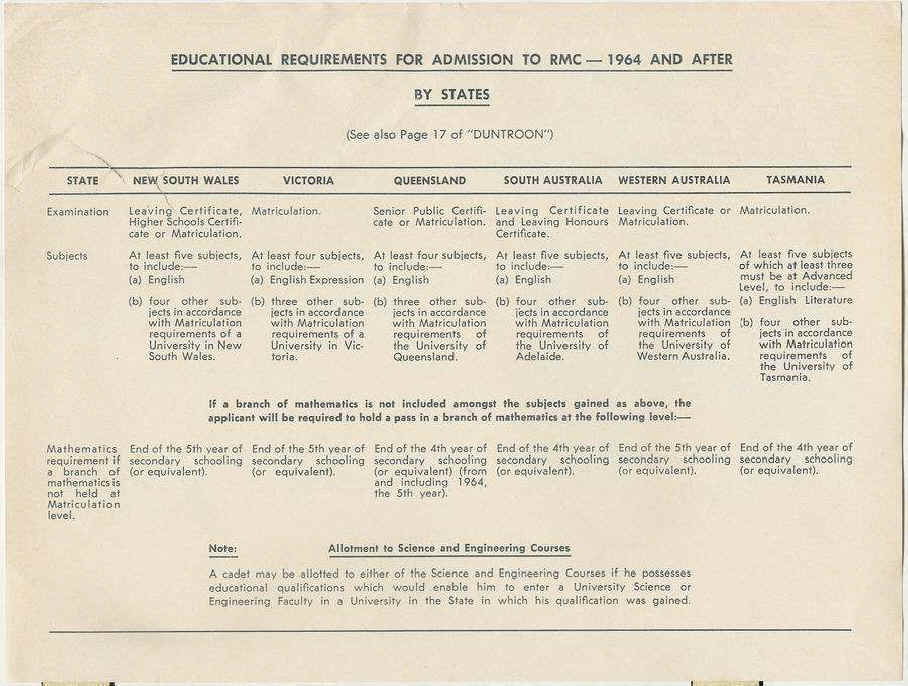 EDUCATIONAL REQUIREMENTS FOR ADMISSION TO RMC — 1964 AND AFTER
BY STATES
(See also Page 17 of "DUNTROON")
STATE NEW SOUTH WALES VICTORIA QUEENSLAND SOUTH AUSTRALIA WESTERN AUSTRALIA TASMANIA
Examination
Leaving Certificate,
Higher Schools Certifi-
cate or Matriculation.
Matriculation.
Senior Public Certifi-
cate or Matriculation.
Leaving Certificate
and Leaving Honours
Certificate.
Leaving Certificate or
Matriculation.
Matriculation.
Subjects
At least five subjects,
to include:—
(a) English
(b) four other sub-
jects in accordance
with Matriculation
requirements of a
University in New
South Wales.
At least four subjects,
to include:—
(a) English Expression
(b) three other sub-
jects in accordance
with Matriculation
requirements of a
University in Vic-
toria.
At least four subjects,
to include:—
(a) English
(b) three other sub-
jects in accordance
with Matriculation
requirements of
the University of
Queensland.
At least five subjects,
to include:—
(a) English
(b) four other sub-
jects in accordance
with Matriculation
requirements of
the University of
Adelaide.
At least five subjects,
to include:—
(a) English
(b) four other sub-
jects in accordance
with Matriculation
requirements of
the University of
Western Australia.
At least five subjects
of which at least three
must be at Advanced
Level, to include:—
(a) English Literature
(b) four other sub-
jects in accordance
with Matriculation
requirements of
the University of
Tasmania.
If a branch of mathematics is not included amongst the subjects gained as above, the
applicant will be required to hold a pass in a branch of mathematics at the following level:—
Mathematics
requirement if
a branch of
mathematics is
not held at
Matriculation
level.
End of the 5th year of
secondary schooling
(or equivalent).
End of the 5th year of
secondary schooling
(or equivalent).
End of the 4th year of
secondary schooling
(or equivalent) (from
and including 1964,
the 5th year).
End of the 4th year of
secondary schooling
(or equivalent).
End of the 5th year of
secondary schooling
(or equivalent).
End of the 4th year of
secondary schooling
(or equivalent).
Note: Allotment to Science and Engineering Courses
A cadet may be allotted to either of the Science and Engineering Courses if he possesses
educational qualifications which would enable him to enter a University Science or
Engineering Faculty in a University in the State in which his qualification was gained.